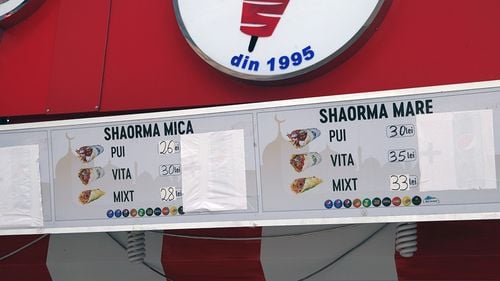 din 1995
SHAORMA MICA
PUI 26 lei
VITA 30 lei
MIXT 28 lei
SHAORMA MARE
PUI 30 lei
VITA 35 lei
MIXT 33 lei